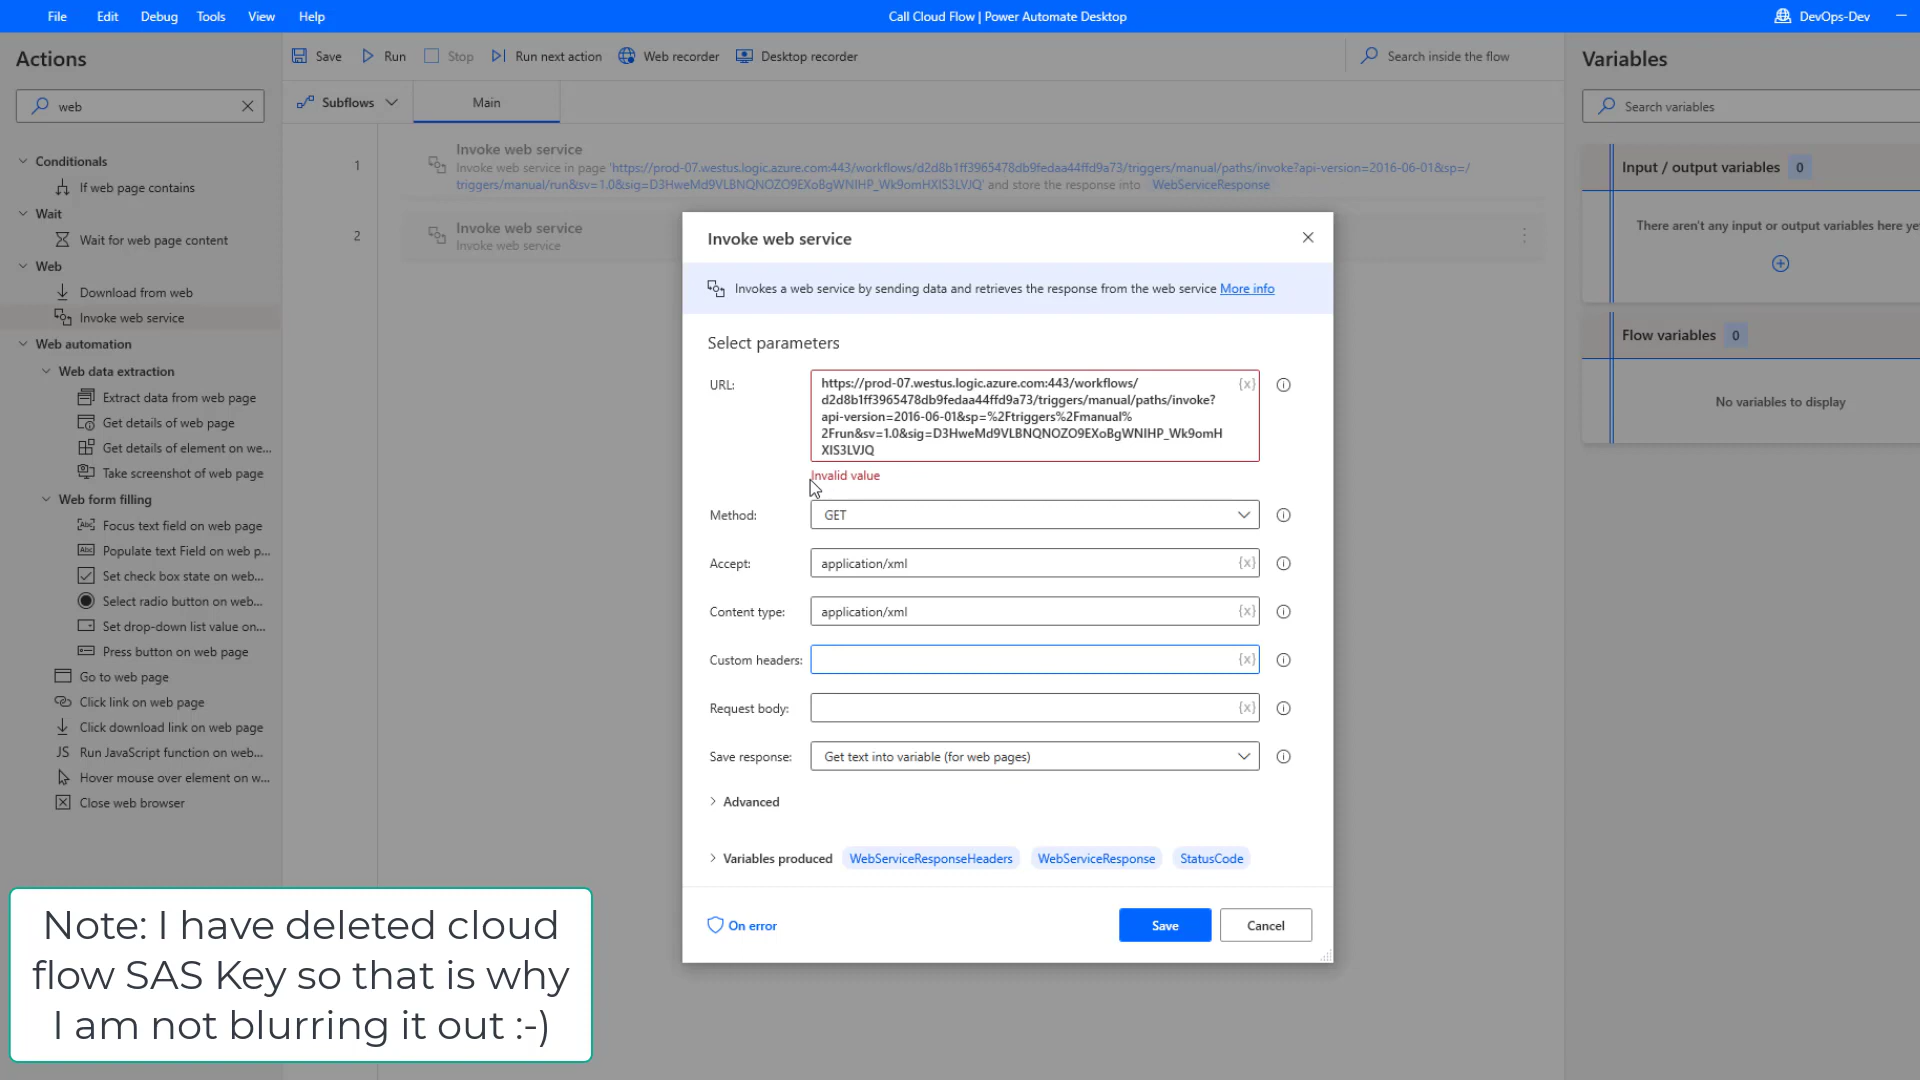 File Edit Debug Tools View Help
Call Cloud Flow | Power Automate Desktop
DevOps-Dev
Actions
web
Conditionals
If web page contains
Wait
Wait for web page content
Web
Download from web
Invoke web service
Web automation
Web data extraction
Extract data from web page
Get details of web page
Get details of element on we...
Take screenshot of web page
Web form filling
Focus text field on web page
Populate text Field on web p...
Set check box state on web...
Select radio button on web...
Set drop-down list value on...
Press button on web page
Go to web page
Click link on web page
Click download link on web page
JS Run JavaScript function on web...
Hover mouse over element on w...
Close web browser
Save Run Stop Run next action Web recorder Desktop recorder
Search inside the flow
Subflows
Main
1
Invoke web service
Invoke web service in page 'https://prod-07.westus.logic.azure.com:443/workflows/d2d8b1ff3965478db9fedaa44ffd9a73/triggers/manual/paths/invoke?api-version=2016-06-01&sp=/
triggers/manual/run&sv=1.0&sig=D3HweMd9VLBNQNOZO9EXoBgWNIHP_Wk9omHXIS3LVJQ' and store the response into WebServiceResponse
2
Invoke web service
Invoke web service
Invoke web service
Invokes a web service by sending data and retrieves the response from the web service More info
Select parameters
URL:
https://prod-07.westus.logic.azure.com:443/workflows/
d2d8b1ff3965478db9fedaa44ffd9a73/triggers/manual/paths/invoke?
api-version=2016-06-01&sp=%2Ftriggers%2Fmanual%
2Frun&sv=1.0&sig=D3HweMd9VLBNQNOZO9EXoBgWNIHP_Wk9omH
XIS3LVJQ
{x}
Invalid value
Method: GET
Accept: application/xml {x}
Content type: application/xml {x}
Custom headers: {x}
Request body: {x}
Save response: Get text into variable (for web pages)
Advanced
Variables produced WebServiceResponseHeaders WebServiceResponse StatusCode
On error
Save
Cancel
Variables
Search variables
Input / output variables 0
There aren't any input or output variables here ye
Flow variables 0
No variables to display
Note: I have deleted cloud
flow SAS Key so that is why
I am not blurring it out :-)